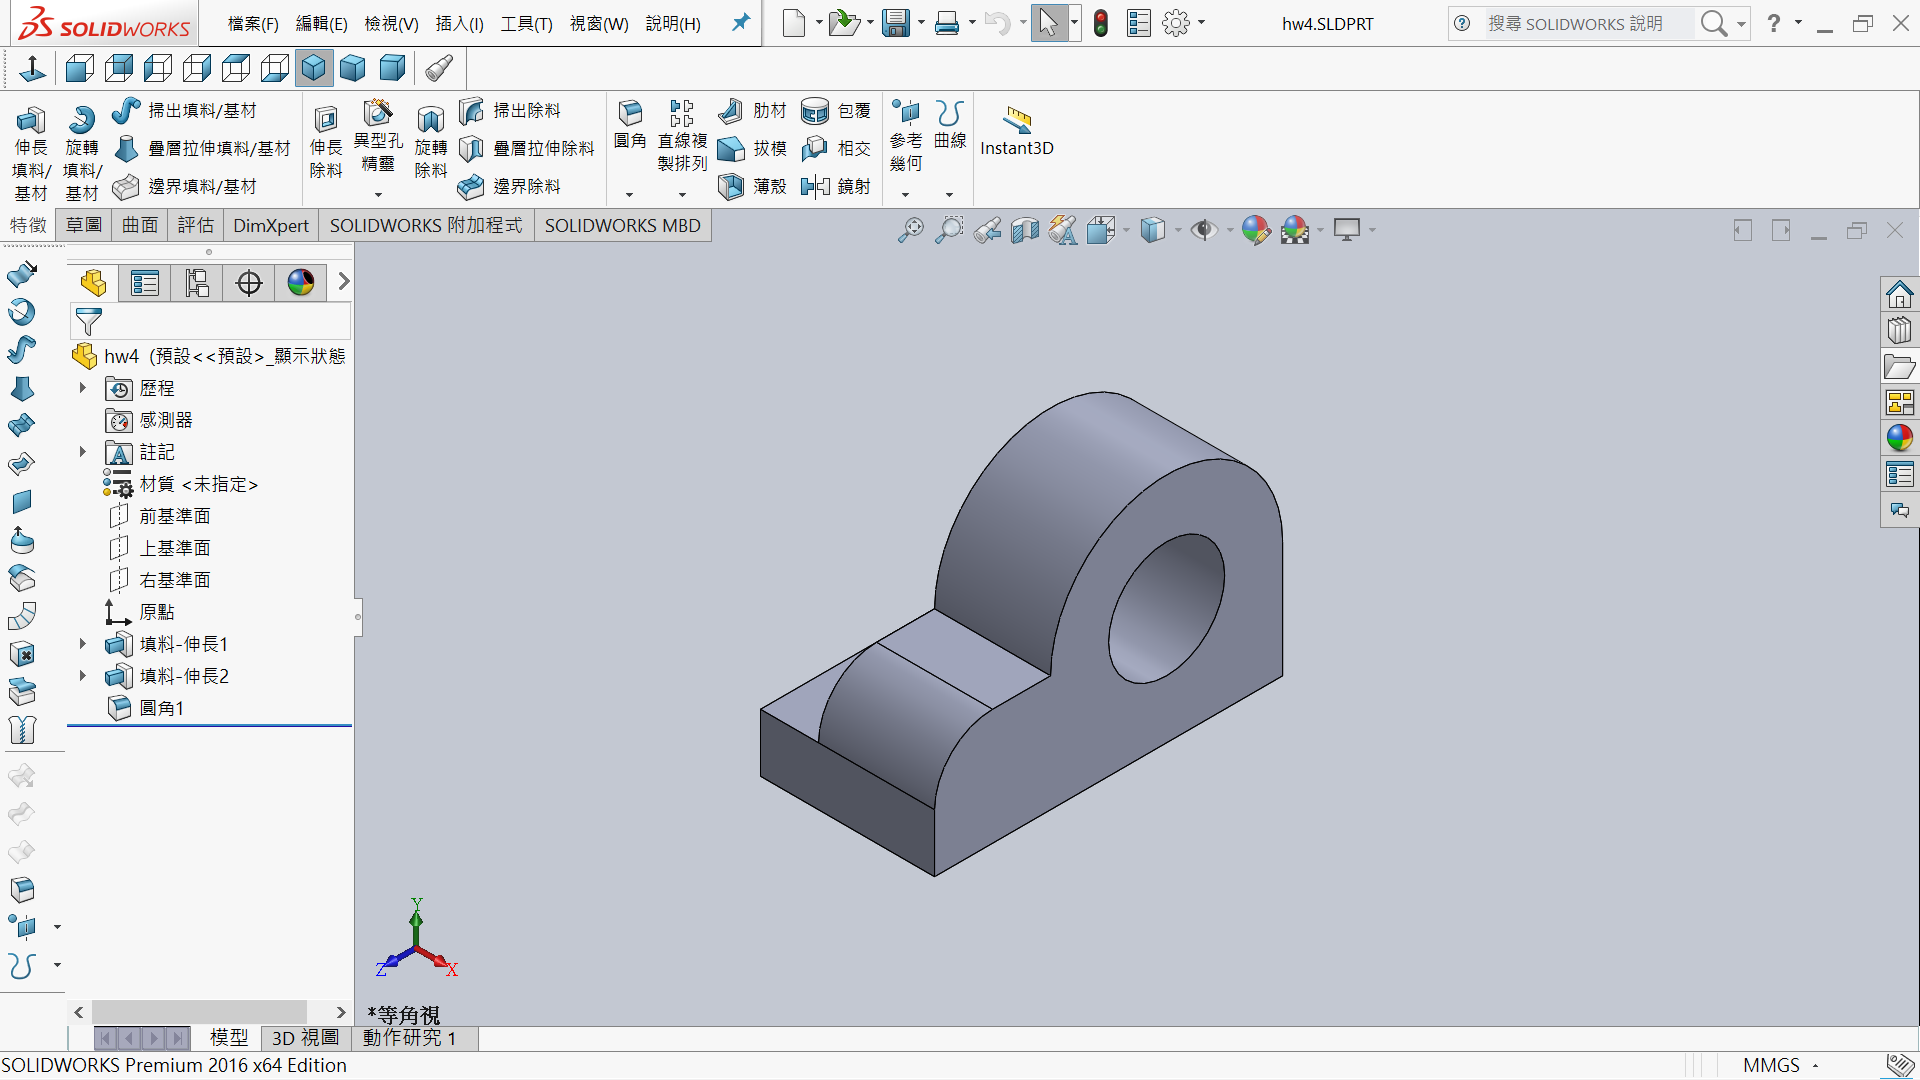 SOLIDWORKS 檔案(F) 編輯(E) 檢視(V) 插入(I) 工具(T) 視窗(W) 說明(H) hw4.SLDPRT 搜尋 SOLIDWORKS 說明 ?
伸長填料/基材
旋轉填料/基材
掃出填料/基材
疊層拉伸填料/基材
邊界填料/基材
伸長除料
異型孔精靈
旋轉除料
掃出除料
疊層拉伸除料
邊界除料
圓角
直線複製排列
肋材
拔模
薄殼
包覆
相交
鏡射
參考幾何
曲線
Instant3D
特徵 草圖 曲面 評估 DimXpert SOLIDWORKS 附加程式 SOLIDWORKS MBD
hw4 (預設<<預設>_顯示狀態
歷程
感測器
註記
材質 <未指定>
前基準面
上基準面
右基準面
原點
填料-伸長1
填料-伸長2
圓角1
Y
Z
X
*等角視
模型 3D 視圖 動作研究 1
SOLIDWORKS Premium 2016 x64 Edition MMGS